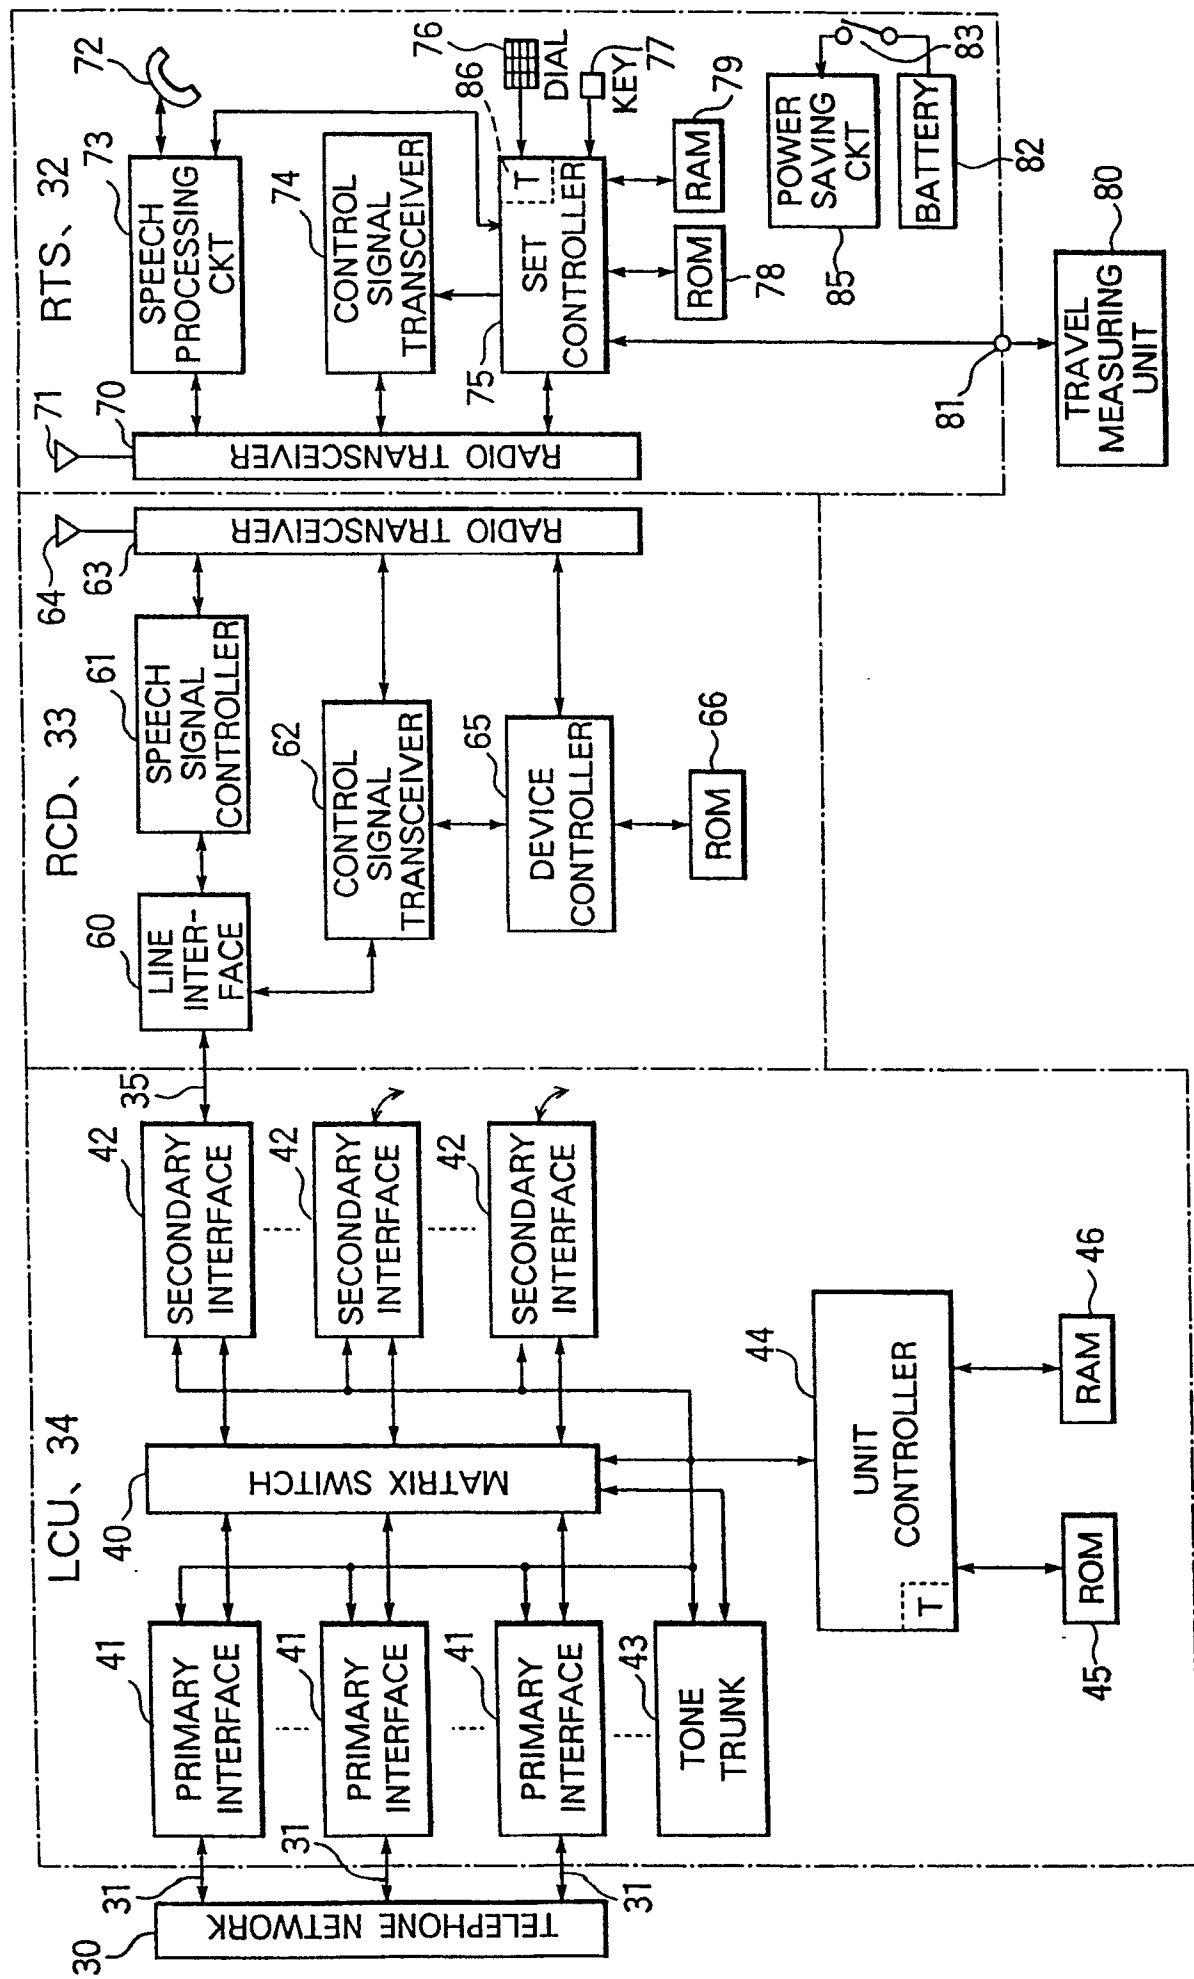 30
TELEPHONE NETWORK
31
31
31
LCU、34
41
PRIMARY
INTERFACE
41
PRIMARY
INTERFACE
41
PRIMARY
INTERFACE
43
TONE
TRUNK
40
MATRIX SWITCH
42
SECONDARY
INTERFACE
42
SECONDARY
INTERFACE
42
SECONDARY
INTERFACE
44
UNIT
CONTROLLER
T
45
ROM
46
RAM
35
RCD、33
60
LINE
INTER-
FACE
61
SPEECH
SIGNAL
CONTROLLER
62
CONTROL
SIGNAL
TRANSCEIVER
65
DEVICE
CONTROLLER
66
ROM
64
63
RADIO TRANSCEIVER
RTS、32
71
70
RADIO TRANSCEIVER
73
SPEECH
PROCESSING
CKT
72
74
CONTROL
SIGNAL
TRANSCEIVER
75
SET
CONTROLLER
T
86
76
DIAL
77
KEY
78
ROM
79
RAM
85
POWER
SAVING
CKT
83
BATTERY
82
81
80
TRAVEL
MEASURING
UNIT